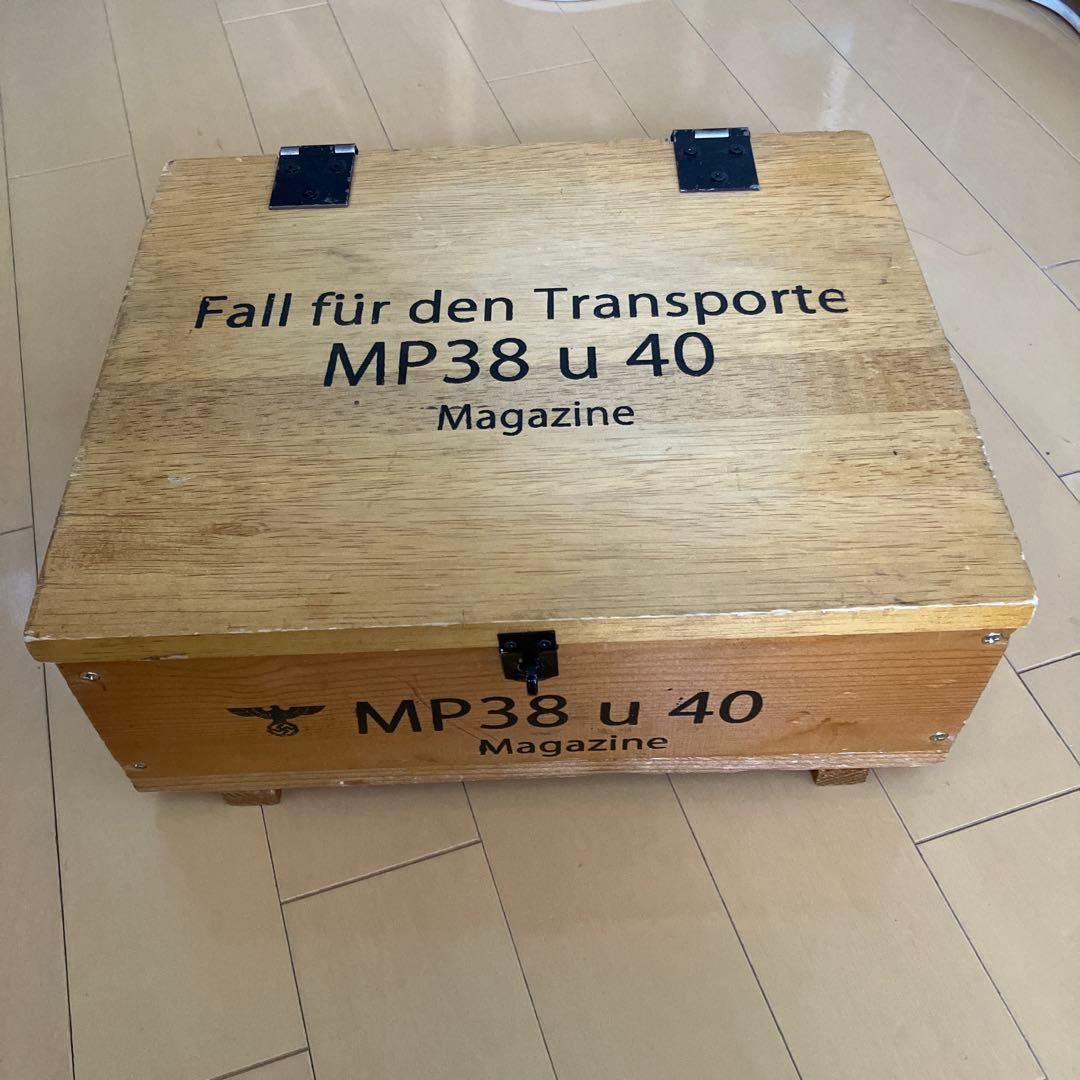 Fall für den Transporte
MP38 u 40
Magazine
MP38 u 40
Magazine